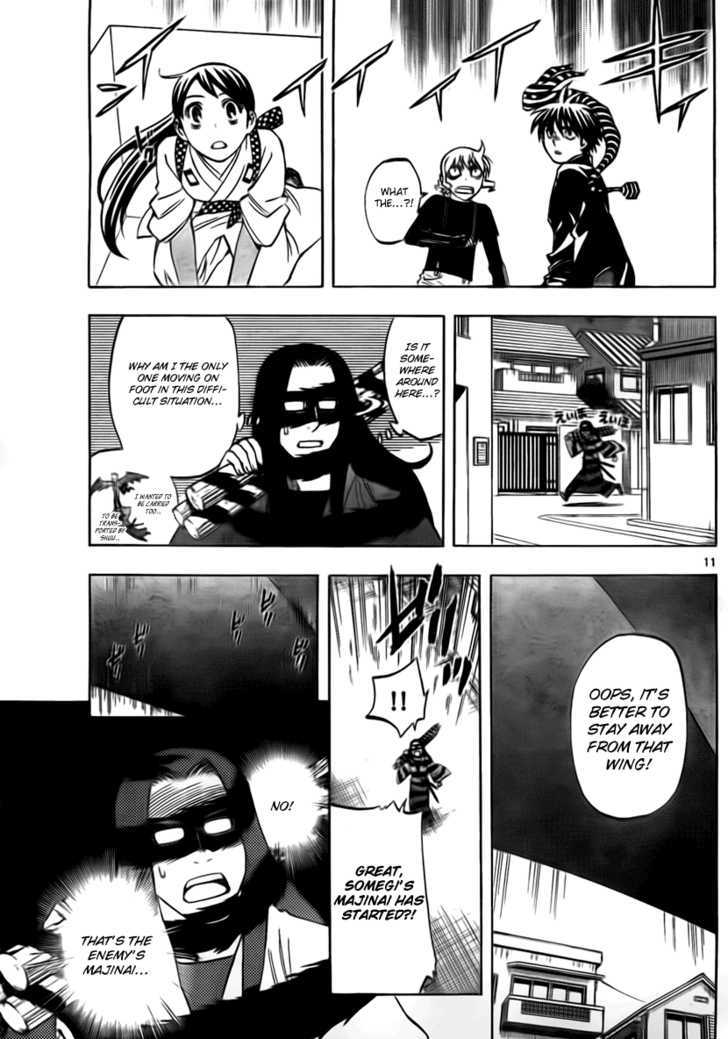 WHAT
THE...?!
IS IT
SOME-
WHERE
AROUND
HERE...?
WHY AM I THE ONLY
ONE MOVING ON
FOOT IN THIS DIFFI-
CULT SITUATION...
I WANTED TO
BE CARRIED
TOO...
TO BE
TRANS-
PORTED BY
SHUU...
えいほ
えいほ
11
OOPS, IT'S
BETTER TO
STAY AWAY
FROM THAT
WING!
!!
GREAT,
SOMEGI'S
MAJINAI HAS
STARTED?!
NO!
THAT'S THE
ENEMY'S
MAJINAI...